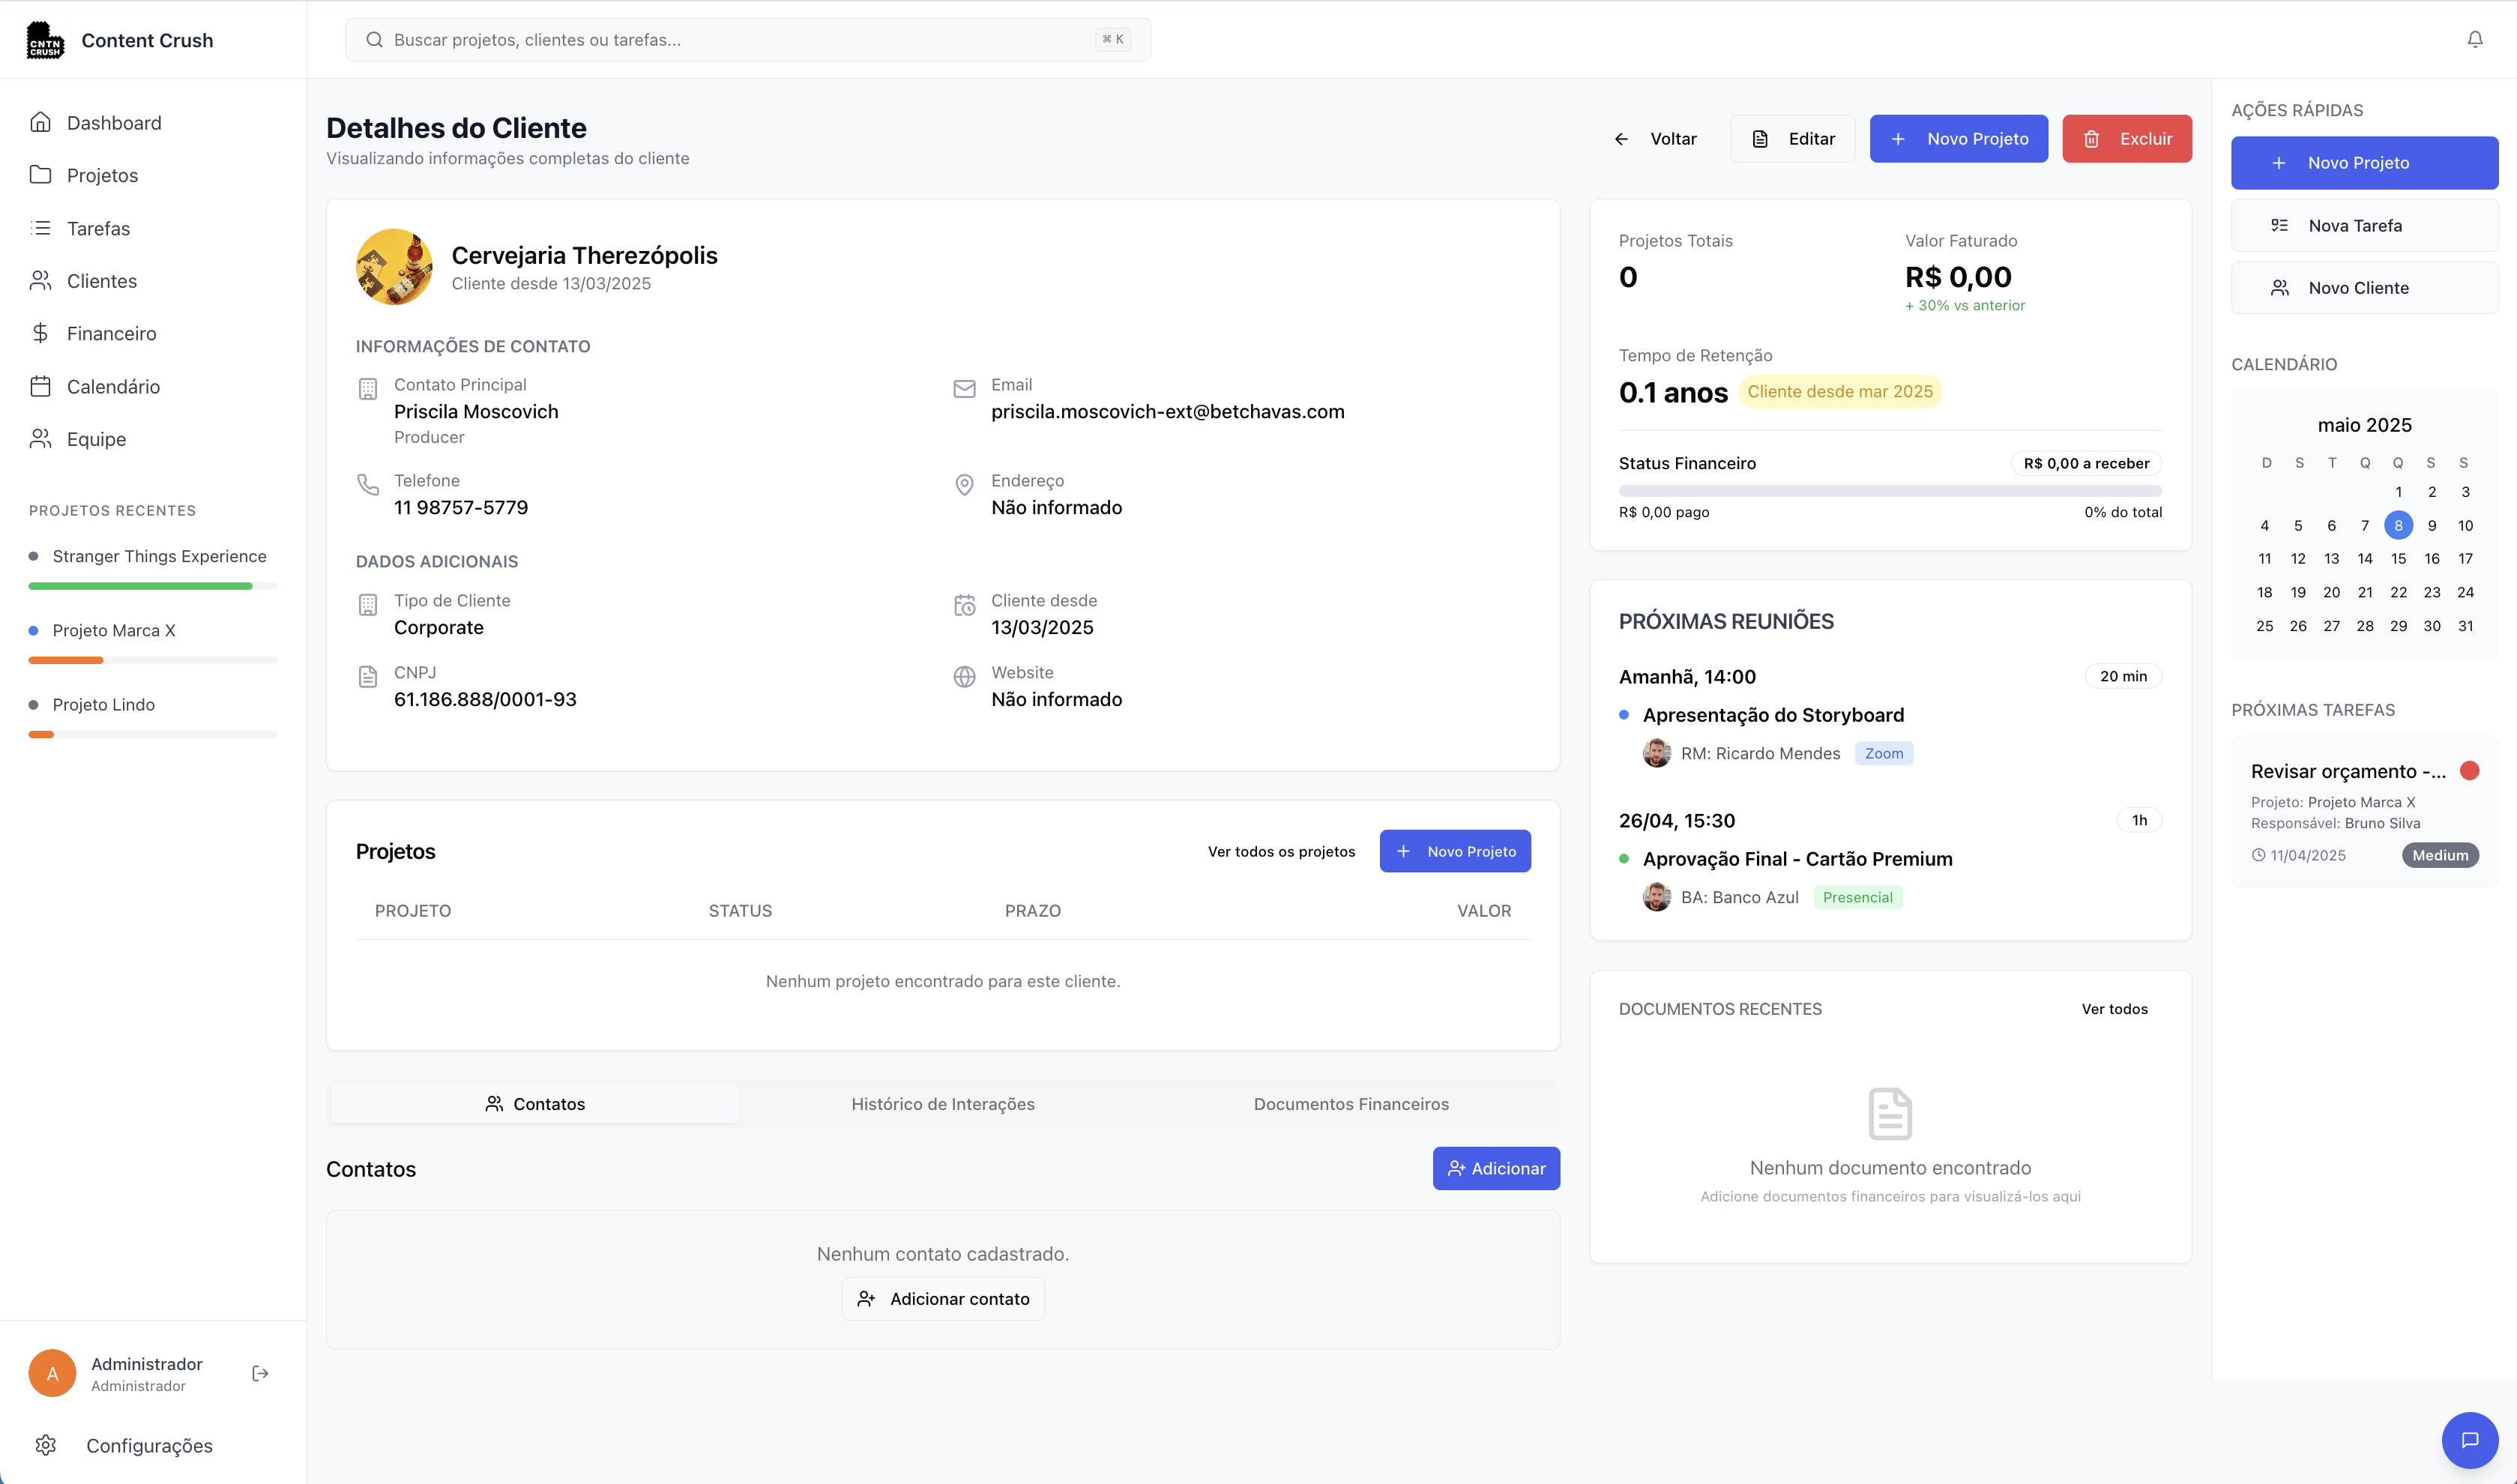 CNTN
CRUSH
Content Crush
Buscar projetos, clientes ou tarefas...
⌘ K
Dashboard
Projetos
Tarefas
Clientes
Financeiro
Calendário
Equipe
PROJETOS RECENTES
Stranger Things Experience
Projeto Marca X
Projeto Lindo
A
Administrador
Administrador
Configurações
Detalhes do Cliente
Visualizando informações completas do cliente
Voltar
Editar
Novo Projeto
Excluir
Cervejaria Therezópolis
Cliente desde 13/03/2025
INFORMAÇÕES DE CONTATO
Contato Principal
Priscila Moscovich
Producer
Email
priscila.moscovich-ext@betchavas.com
Telefone
11 98757-5779
Endereço
Não informado
DADOS ADICIONAIS
Tipo de Cliente
Corporate
Cliente desde
13/03/2025
CNPJ
61.186.888/0001-93
Website
Não informado
Projetos
Ver todos os projetos
Novo Projeto
PROJETO STATUS PRAZO VALOR
Nenhum projeto encontrado para este cliente.
Contatos
Histórico de Interações
Documentos Financeiros
Contatos
Adicionar
Nenhum contato cadastrado.
Adicionar contato
Projetos Totais
0
Valor Faturado
R$ 0,00
+ 30% vs anterior
Tempo de Retenção
0.1 anos
Cliente desde mar 2025
Status Financeiro
R$ 0,00 a receber
R$ 0,00 pago
0% do total
PRÓXIMAS REUNIÕES
Amanhã, 14:00
20 min
Apresentação do Storyboard
RM: Ricardo Mendes
Zoom
26/04, 15:30
1h
Aprovação Final - Cartão Premium
BA: Banco Azul
Presencial
DOCUMENTOS RECENTES
Ver todos
Nenhum documento encontrado
Adicione documentos financeiros para visualizá-los aqui
AÇÕES RÁPIDAS
Novo Projeto
Nova Tarefa
Novo Cliente
CALENDÁRIO
maio 2025
D S T Q Q S S
1 2 3
4 5 6 7 8 9 10
11 12 13 14 15 16 17
18 19 20 21 22 23 24
25 26 27 28 29 30 31
PRÓXIMAS TAREFAS
Revisar orçamento -...
Projeto: Projeto Marca X
Responsável: Bruno Silva
11/04/2025
Medium